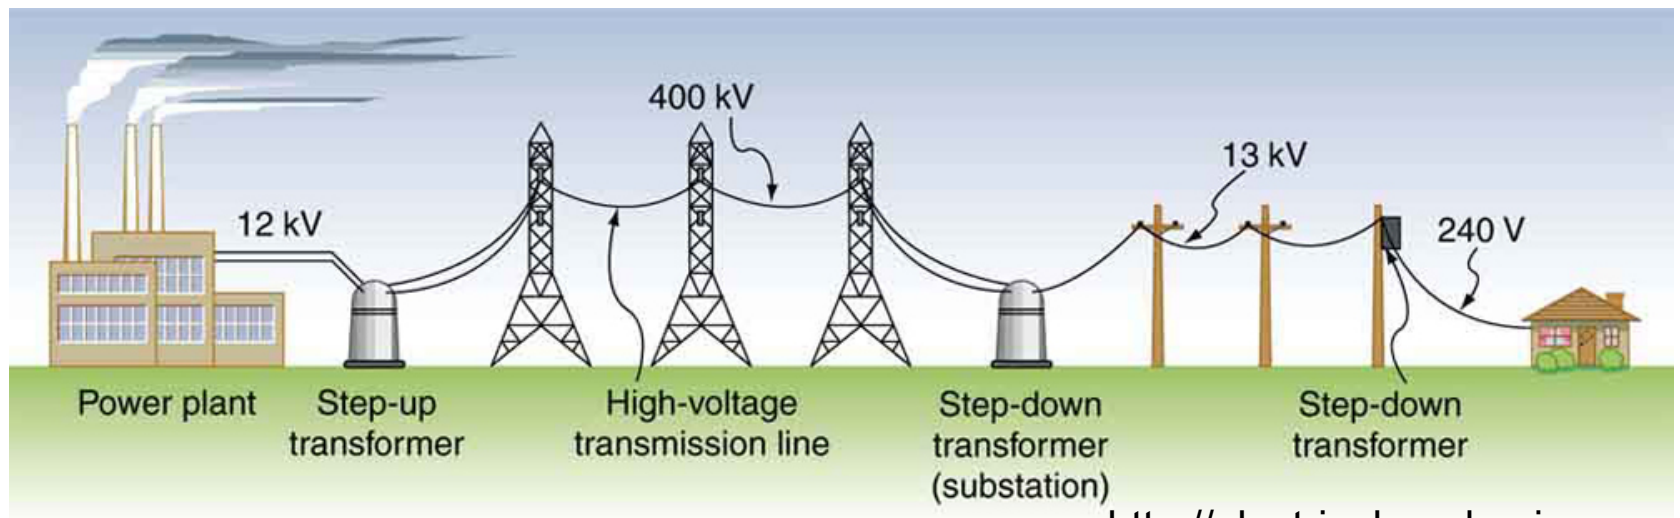 400 kV
13 kV
12 kV
240 V
Power plant
Step-up
transformer
High-voltage
transmission line
Step-down
transformer
(substation)
Step-down
transformer